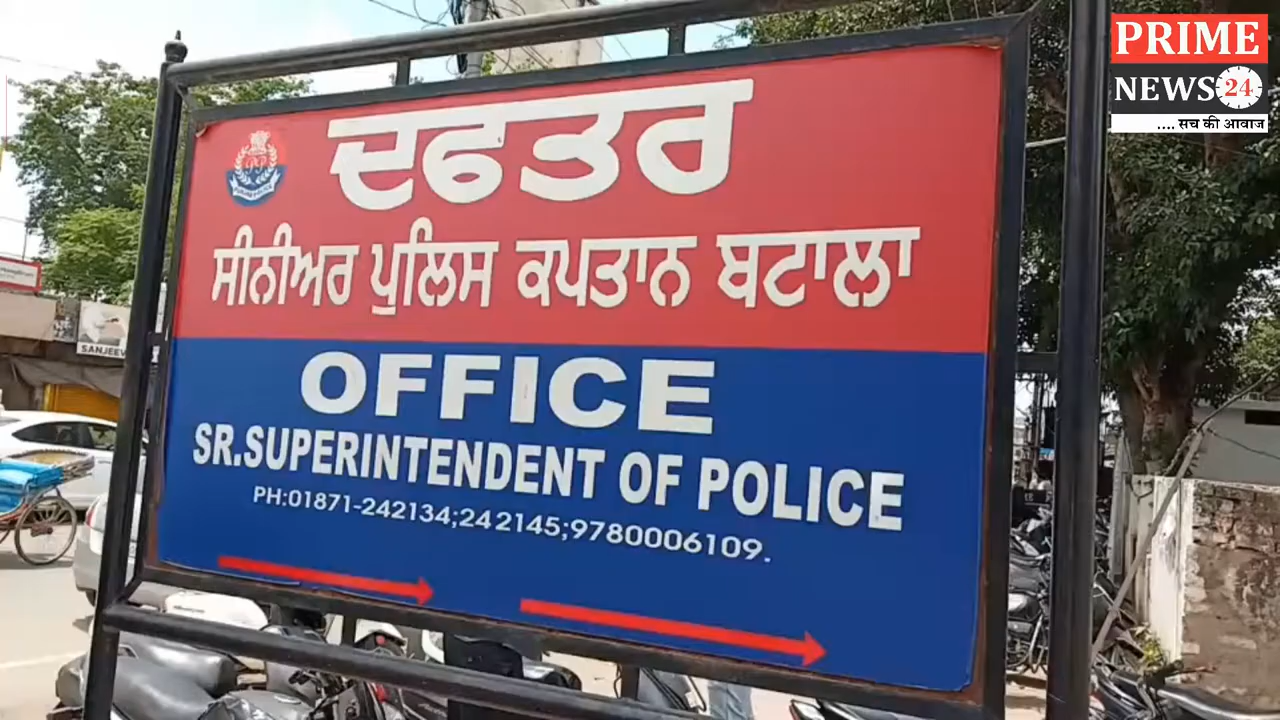 PRIME
NEWS 24
.... सच की आवाज
ਦਫਤਰ
ਸੀਨੀਅਰ ਪੁਲਿਸ ਕਪਤਾਨ ਬਟਾਲਾ
OFFICE
SR.SUPERINTENDENT OF POLICE
PH:01871-242134;242145;9780006109.
SANJEEV